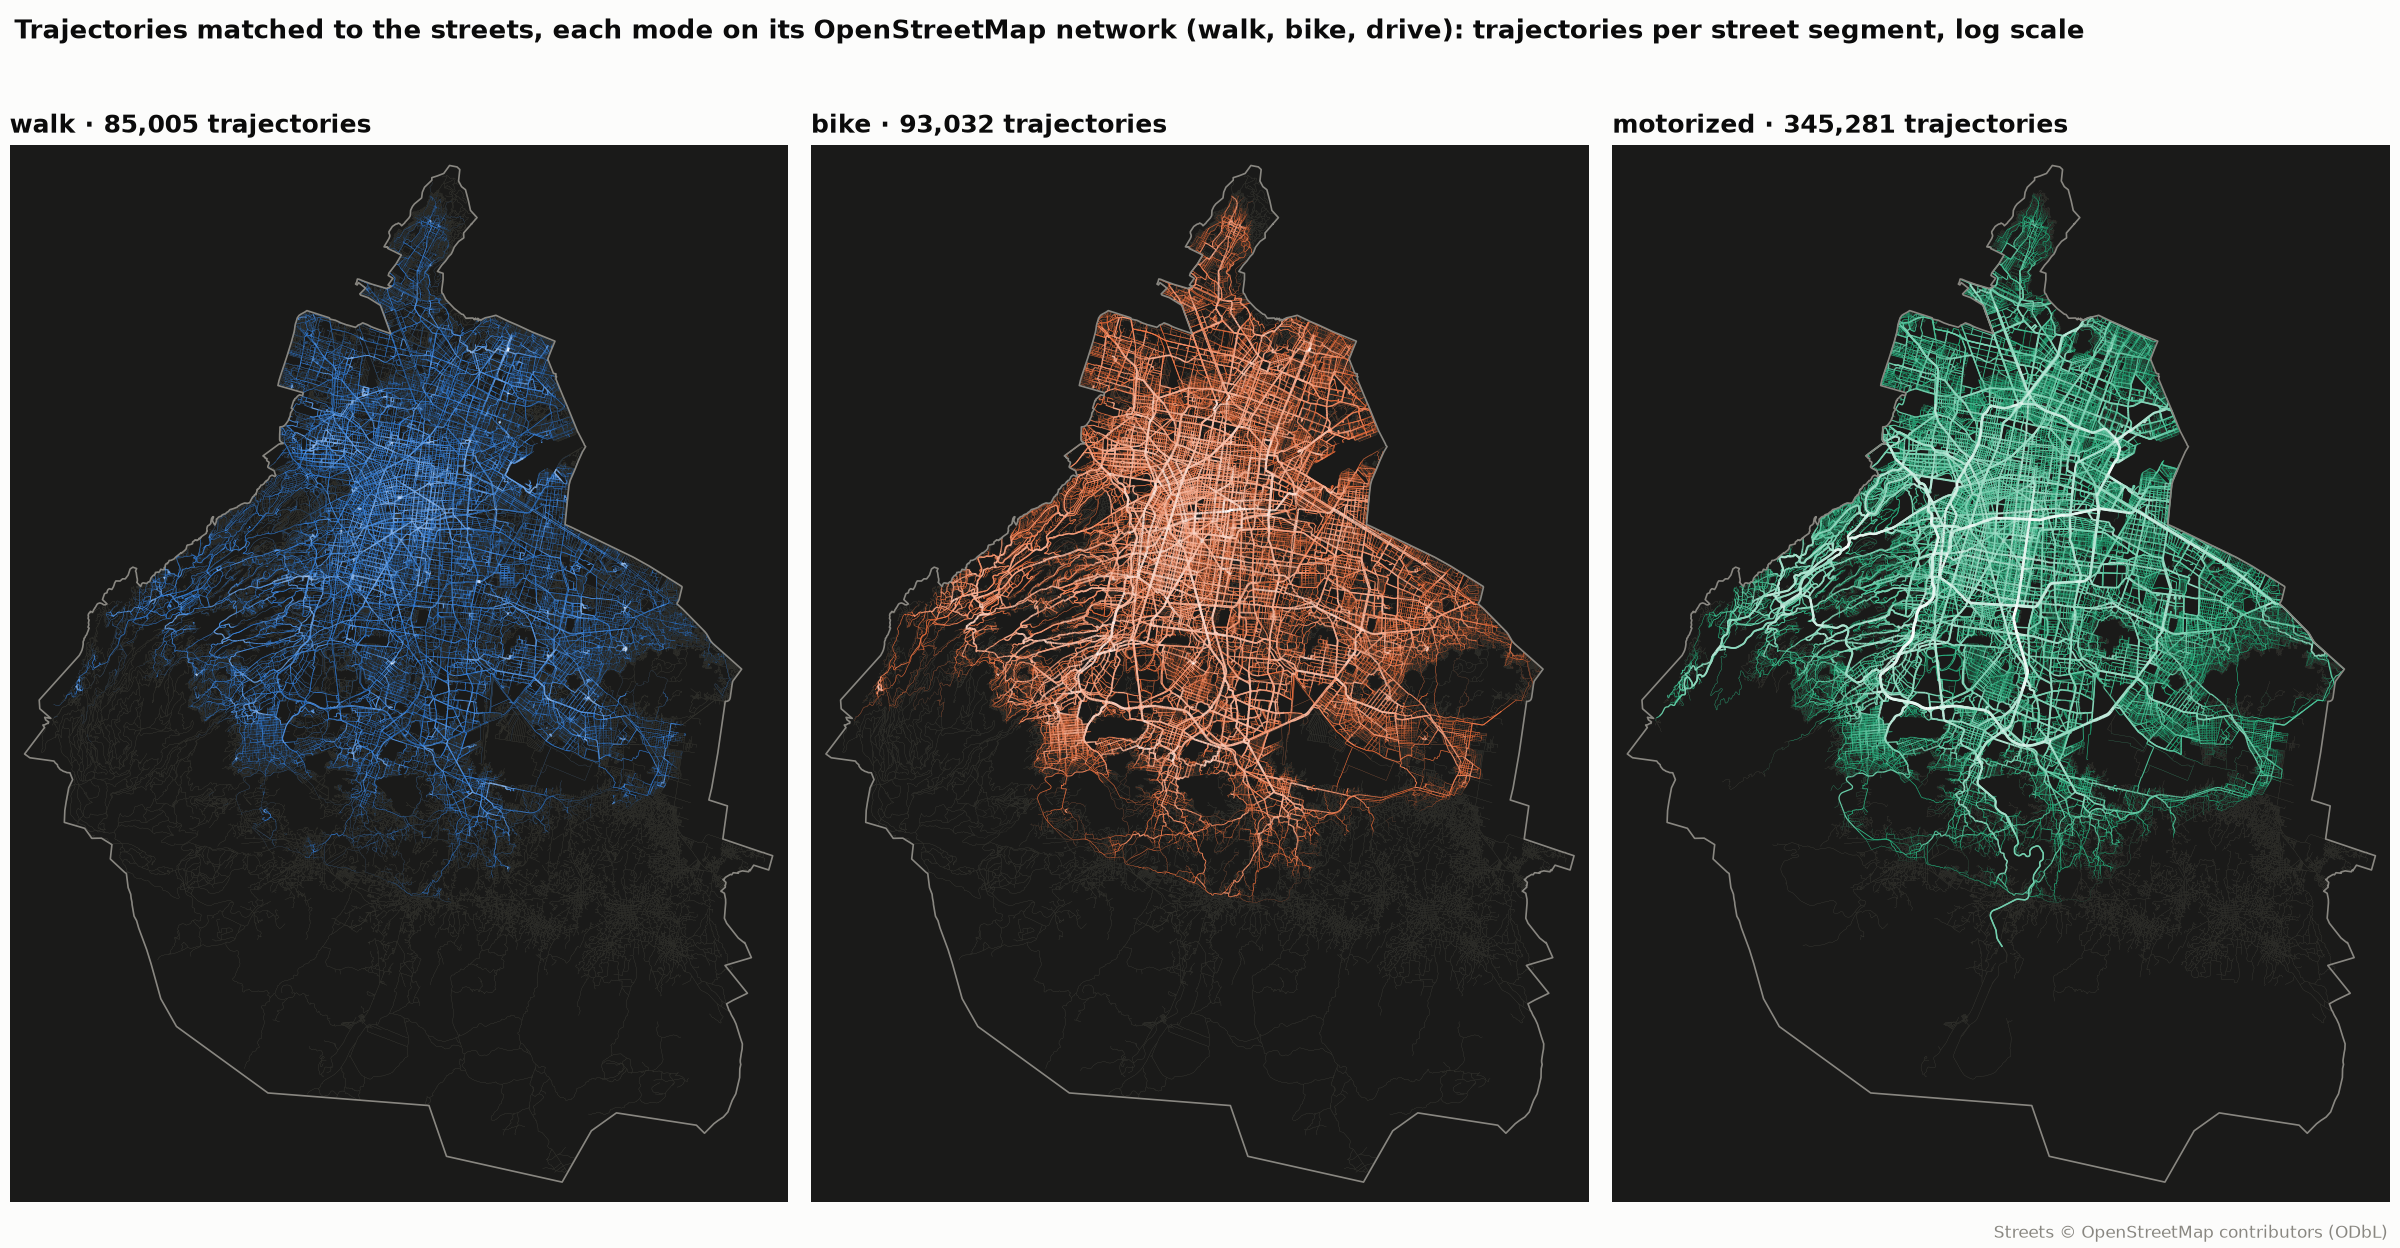 Trajectories matched to the streets, each mode on its OpenStreetMap network (walk, bike, drive): trajectories per street segment, log scale
walk · 85,005 trajectories
bike · 93,032 trajectories
motorized · 345,281 trajectories
Streets © OpenStreetMap contributors (ODbL)